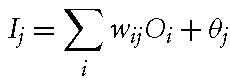 I_j = \sum_i w_{ij} O_i + \theta_j